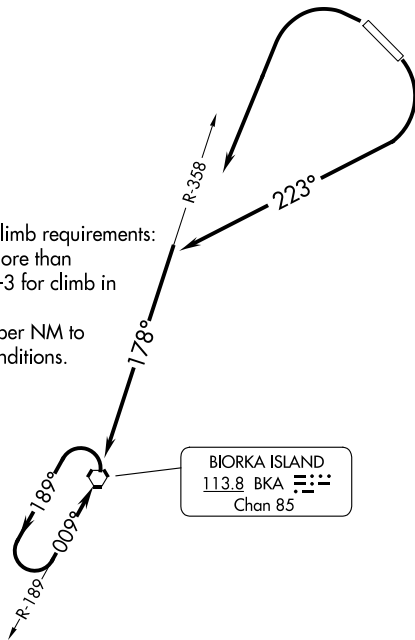 R-358
223°
limb requirements:
ore than
-3 for climb in
per NM to
nditions.
178°
BIORKA ISLAND
113.8 BKA
Chan 85
189°
009°
R-189